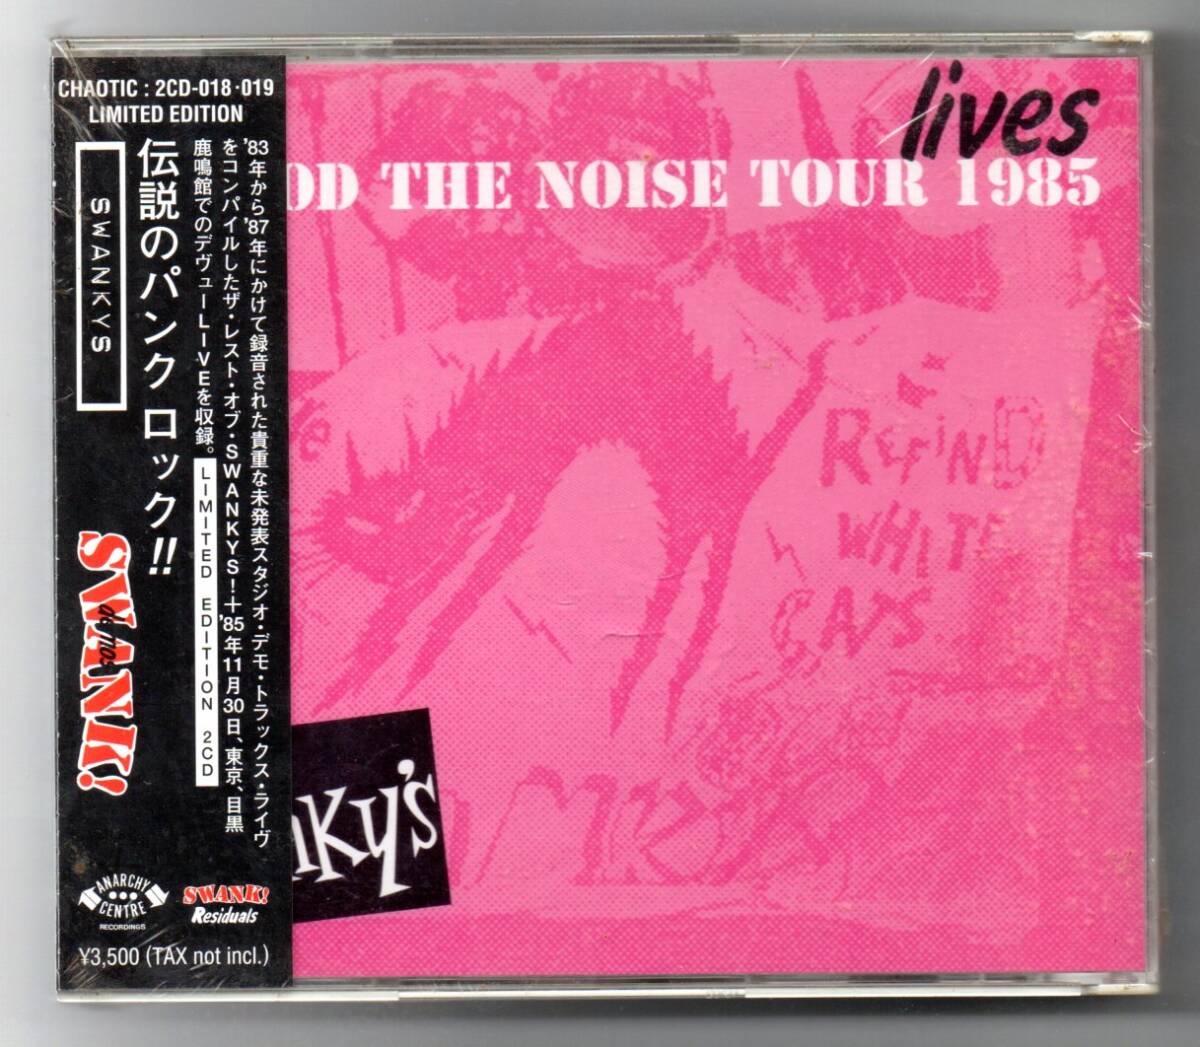 CHAOTIC : 2CD-018・019
LIMITED EDITION
SWANKYS
伝説のパンク ロック!!
'83年から'87年にかけて録音された貴重な未発表スタジオ・デモ・トラックス・ライヴ
をコンパイルしたザ・レスト・オブ・SWANKYS!+'85年11月30日、東京、目黒
鹿鳴館でのデヴューLIVEを収録。
LIMITED EDITION 2CD
SWANK!
ANARCHY
CENTRE
RECORDINGS
SWANK!
Residuals
¥3,500 (TAX not incl.)
lives
OD THE NOISE TOUR 1985
REFIND
WHITE
CATS
NKY'S